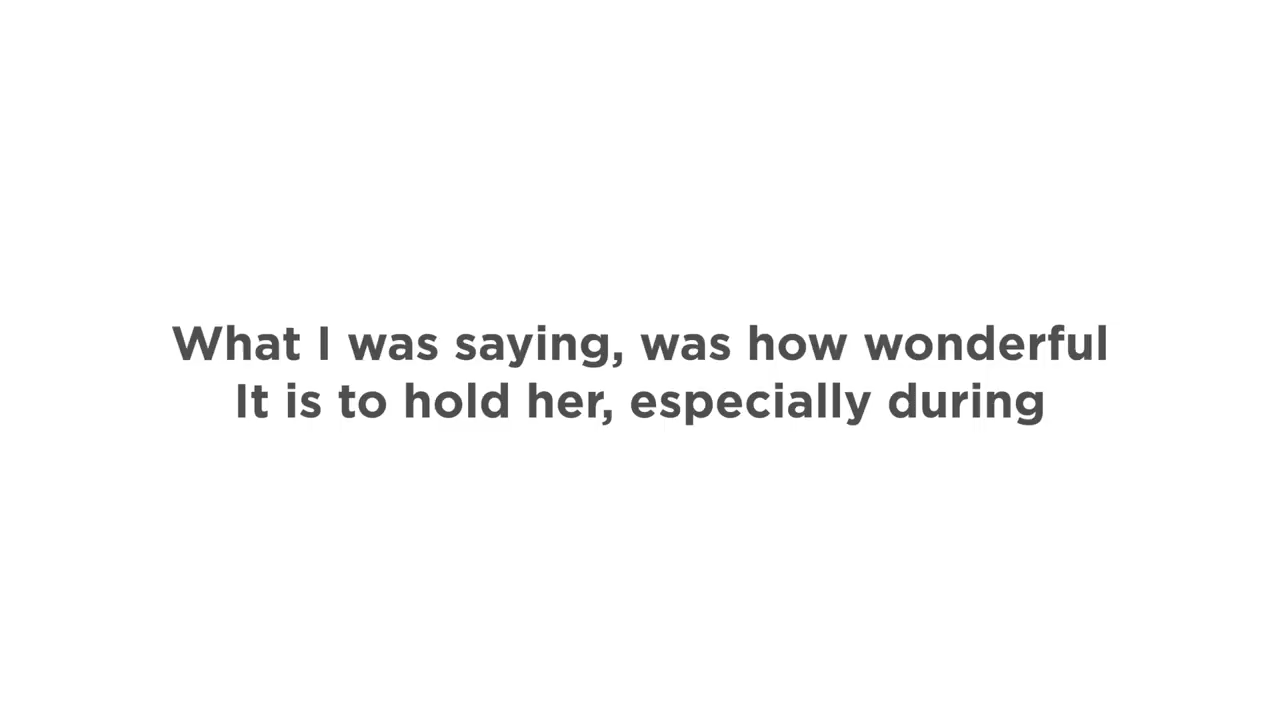 What I was saying, was how wonderful
It is to hold her, especially during